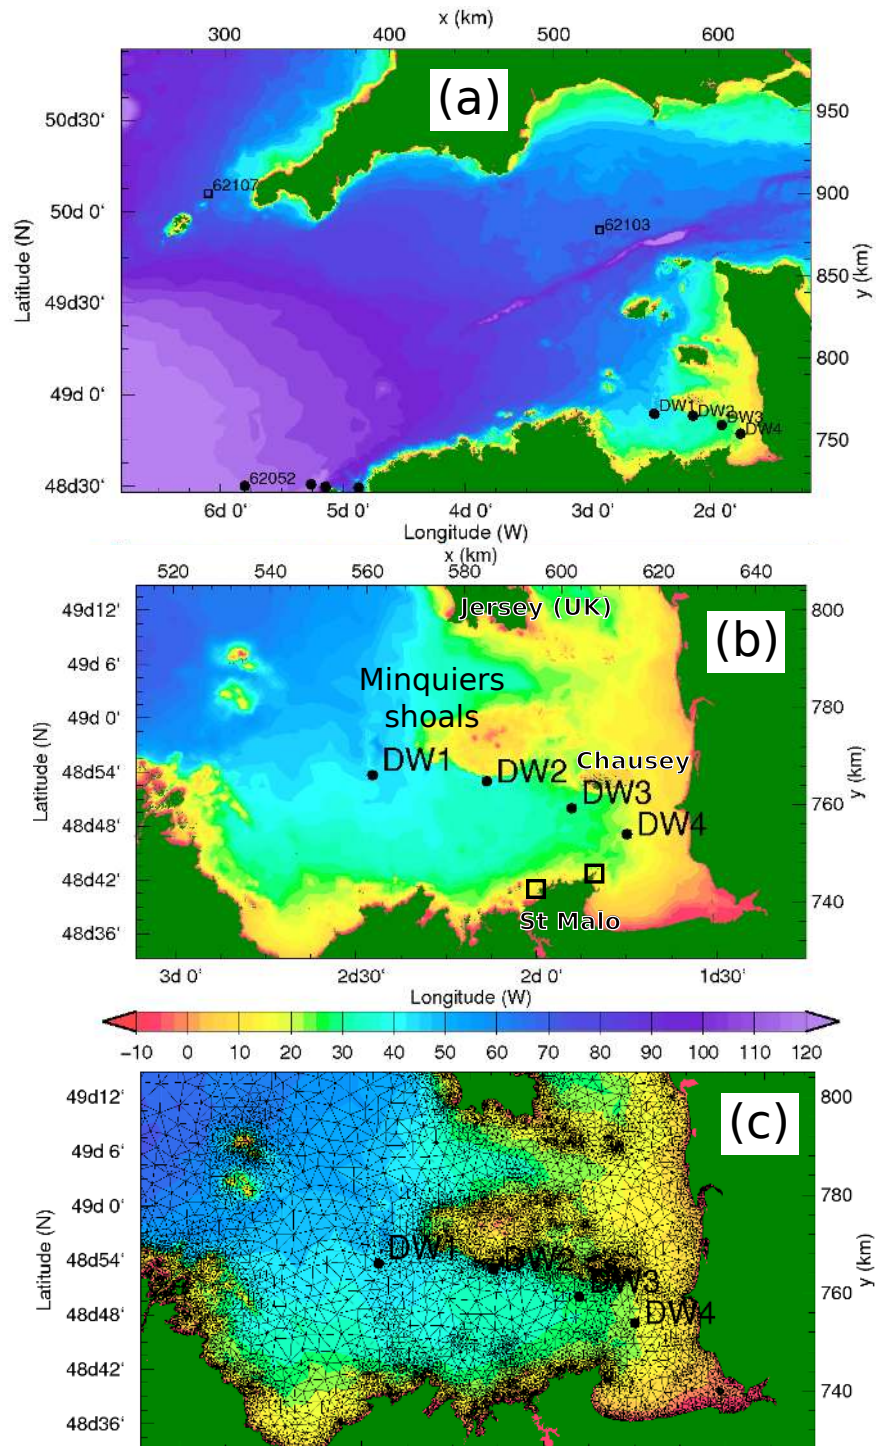 x (km)
300 400 500 600
(a)
50d30‘
950
62107
50d 0‘
900
62103
Latitude (N)
y (km)
49d30‘
850
49d 0‘
800
DW1
DW2
DW3
DW4
750
48d30‘
62052
6d 0‘ 5d 0‘ 4d 0‘ 3d 0‘ 2d 0‘
Longitude (W)
x (km)
520 540 560 580 600 620 640
49d12‘
Jersey (UK)
800
(b)
49d 6‘
Minquiers
shoals
780
49d 0‘
Latitude (N)
y (km)
48d54‘
DW1
DW2
Chausey
DW3
DW4
760
48d48‘
48d42‘
740
St Malo
48d36‘
3d 0‘ 2d30‘ 2d 0‘ 1d30‘
Longitude (W)
−10 0 10 20 30 40 50 60 70 80 90 100 110 120
49d12‘
800
(c)
49d 6‘
49d 0‘
780
Latitude (N)
y (km)
48d54‘
DW1
DW2
DW3
DW4
760
48d48‘
48d42‘
740
48d36‘